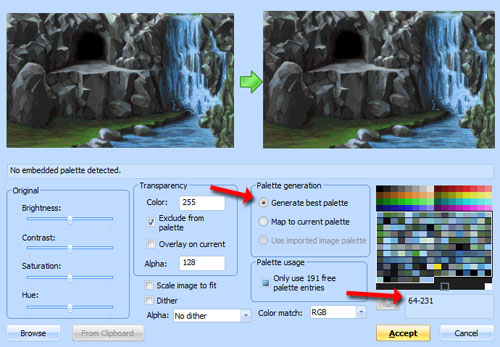 No embedded palette detected.
Original
Brightness:
Contrast:
Saturation:
Hue:
Transparency
Color: 255
Exclude from palette
Overlay on current
Alpha: 128
Scale image to fit
Dither
Alpha: No dither
Palette generation
Generate best palette
Map to current palette
Use imported image palette
Palette usage
Only use 191 free
palette entries
Color match: RGB
64-231
Browse
From Clipboard
Accept
Cancel